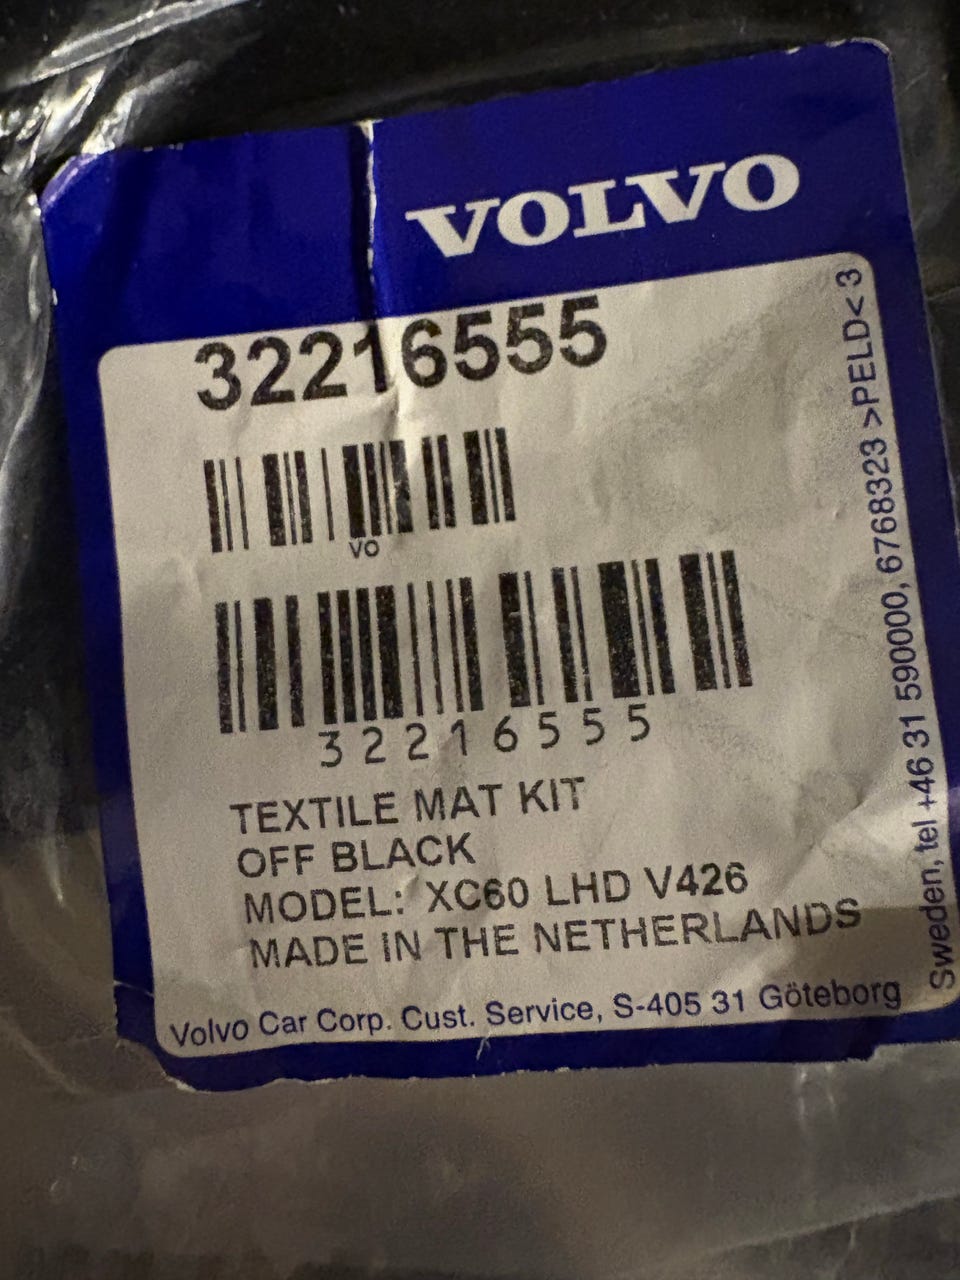 VOLVO
32216555
VO
32216555
TEXTILE MAT KIT
OFF BLACK
MODEL: XC60 LHD V426
MADE IN THE NETHERLANDS
Volvo Car Corp. Cust. Service, S-405 31 Göteborg
Sweden, tel +46 31 590000, 6768323 >PELD< 3